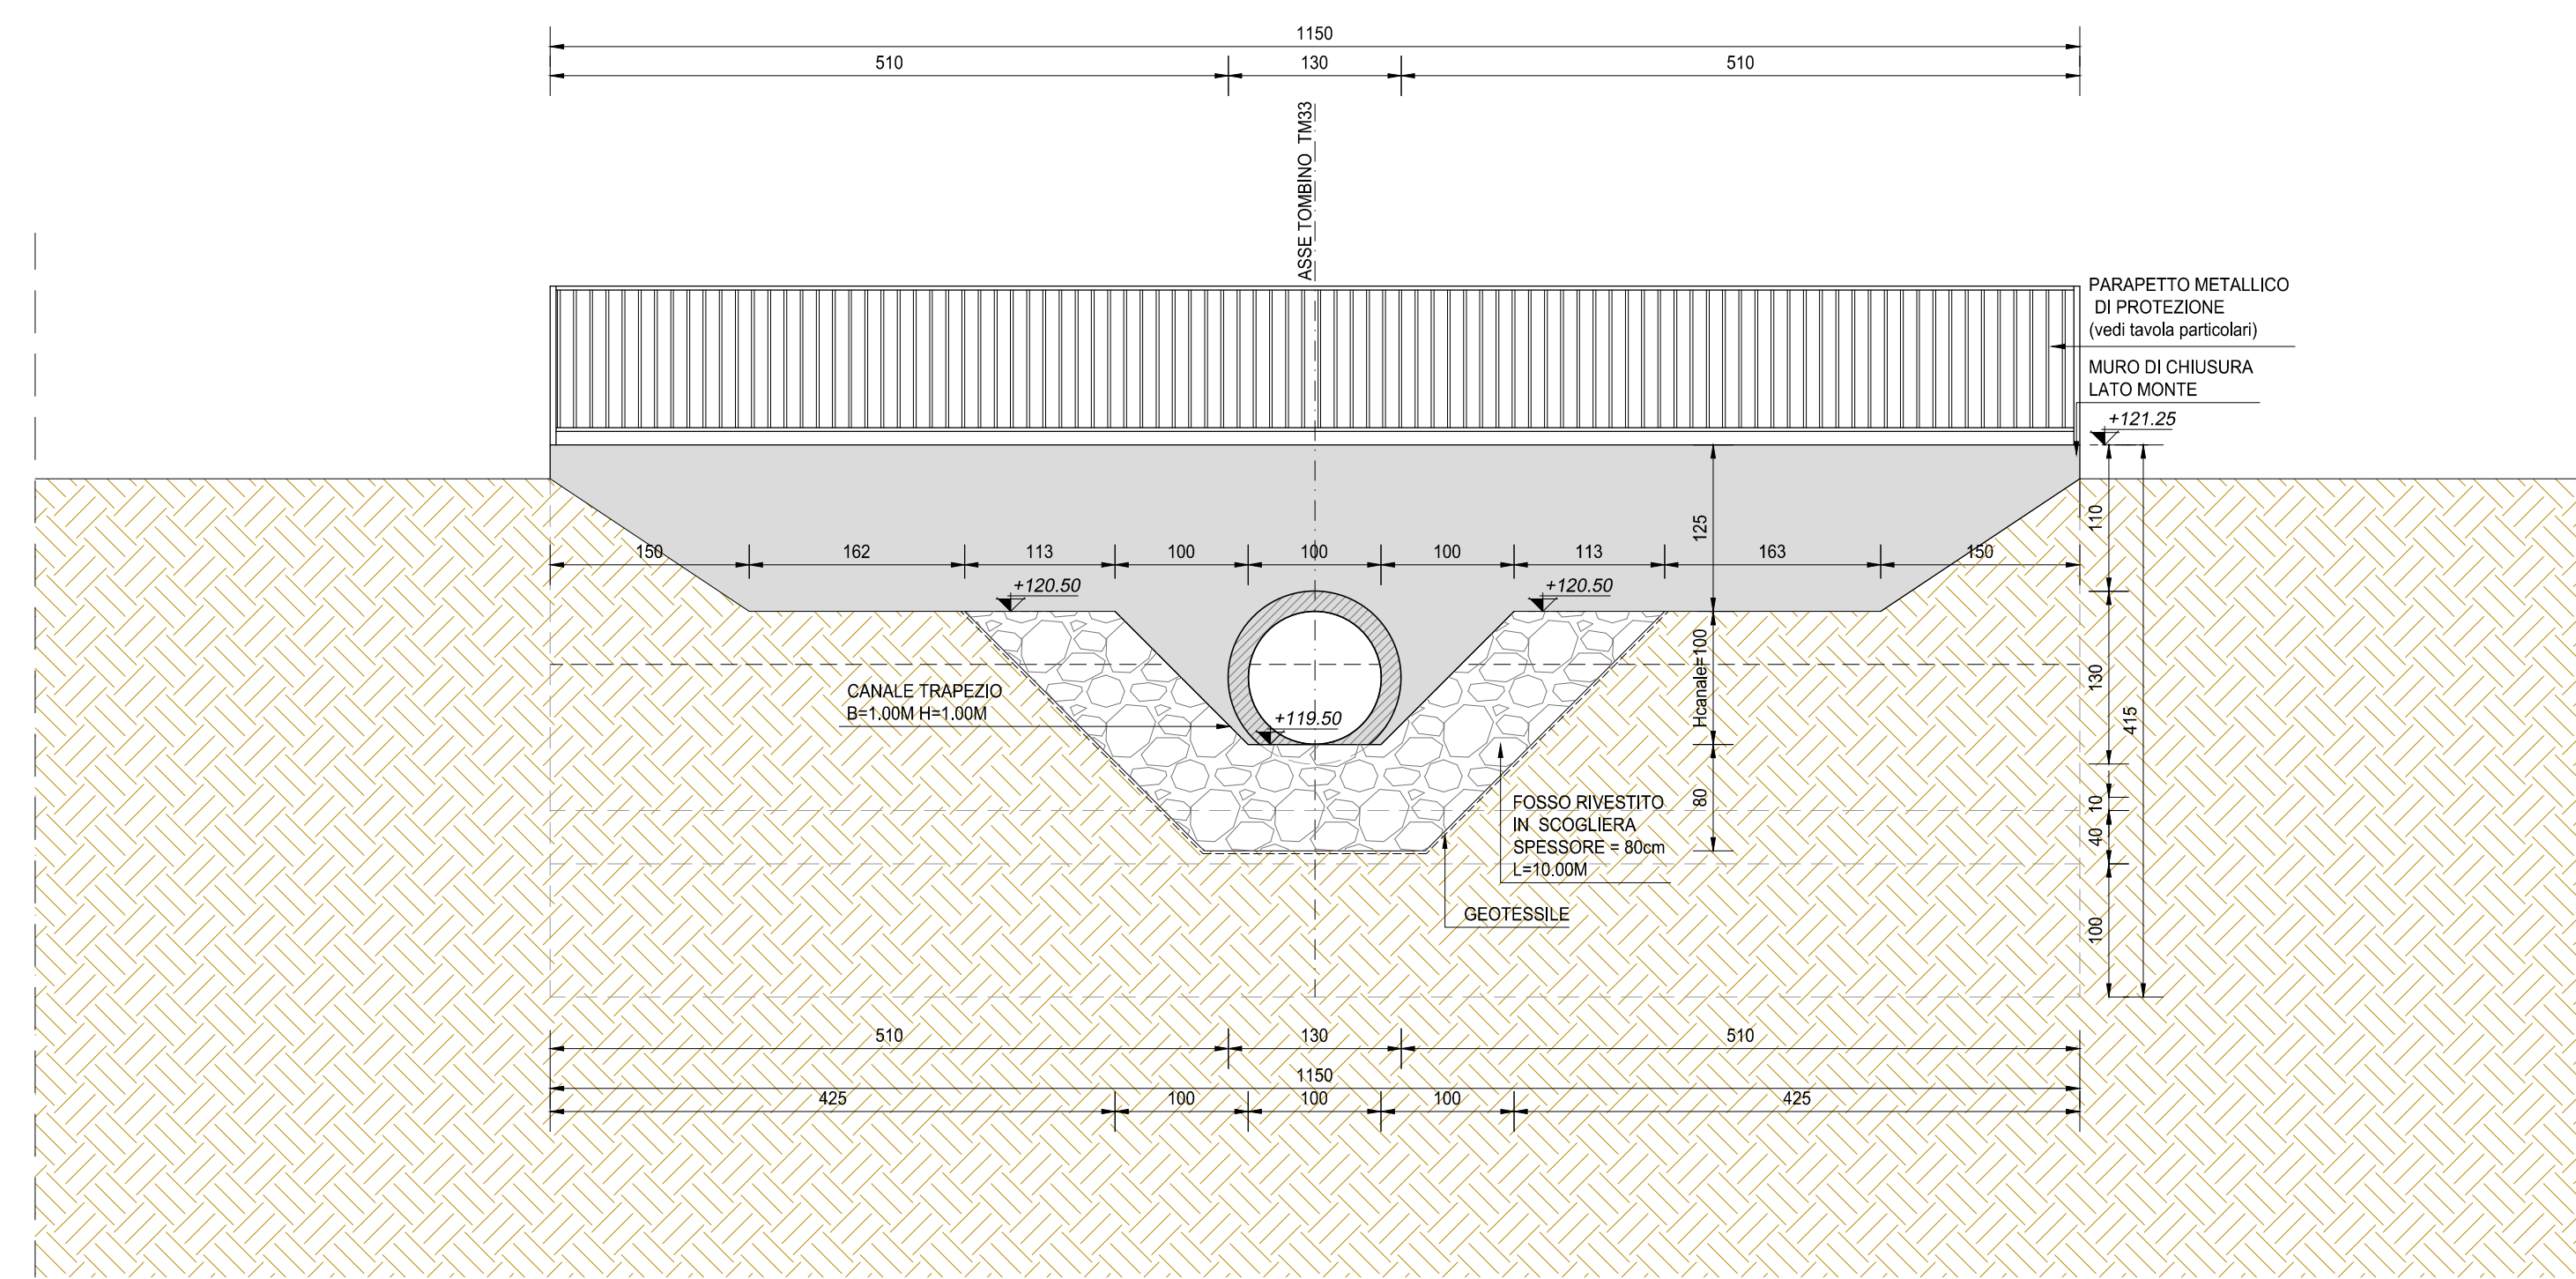 1150
510
130
510
ASSE TOMBINO TM33
PARAPETTO METALLICO
DI PROTEZIONE
(vedi tavola particolari)
MURO DI CHIUSURA
LATO MONTE
+121.25
110
125
150
162
113
100
100
100
113
163
150
+120.50
+120.50
Hcanale=100
130
415
CANALE TRAPEZIO
B=1.00M H=1.00M
+119.50
80
10
40
100
FOSSO RIVESTITO
IN SCOGLIERA
SPESSORE = 80cm
L=10.00M
GEOTESSILE
510
130
510
1150
425
100
100
100
425